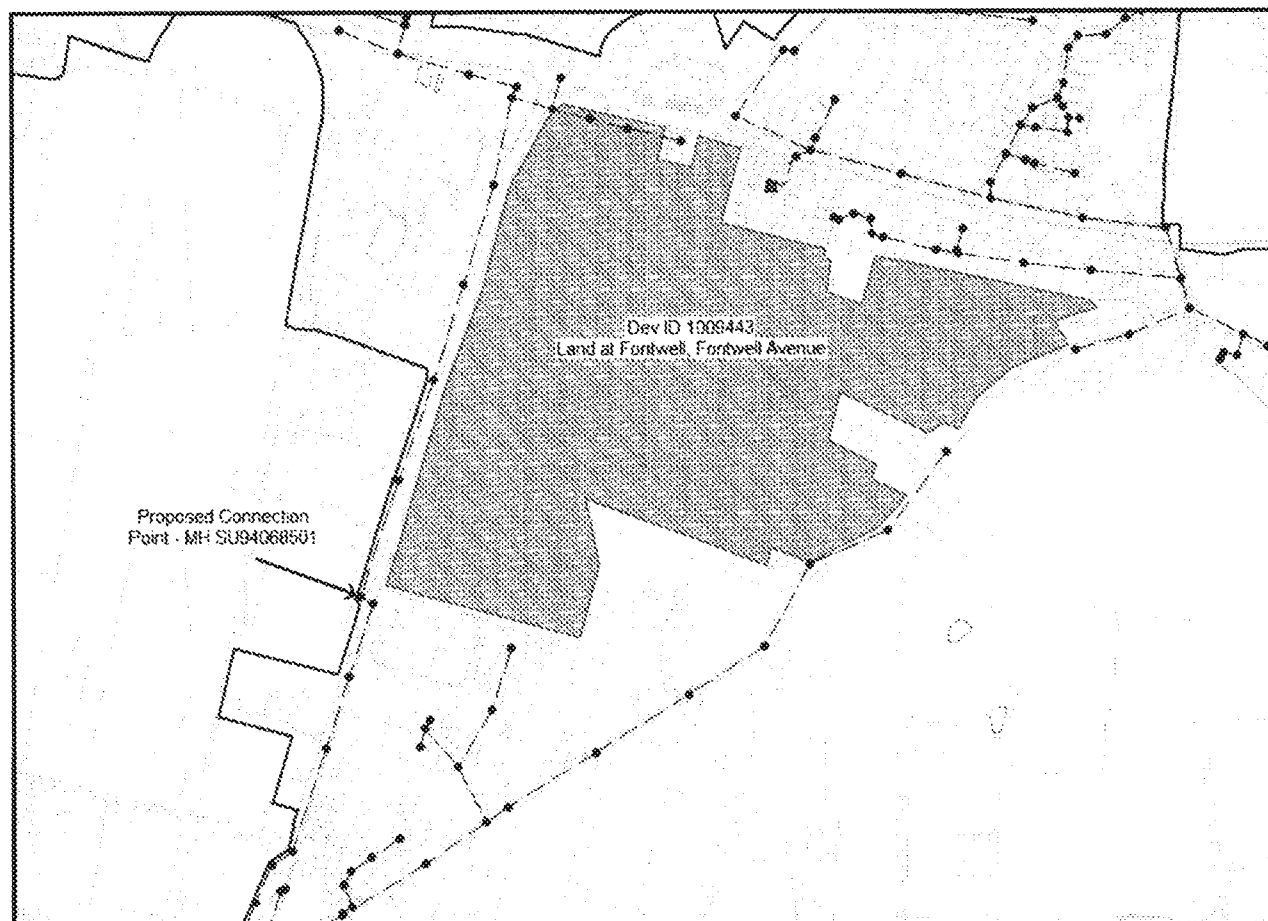 Dev ID 1009443
Land at Fontwell, Fontwell Avenue
Proposed Connection
Point - MH SU94068501